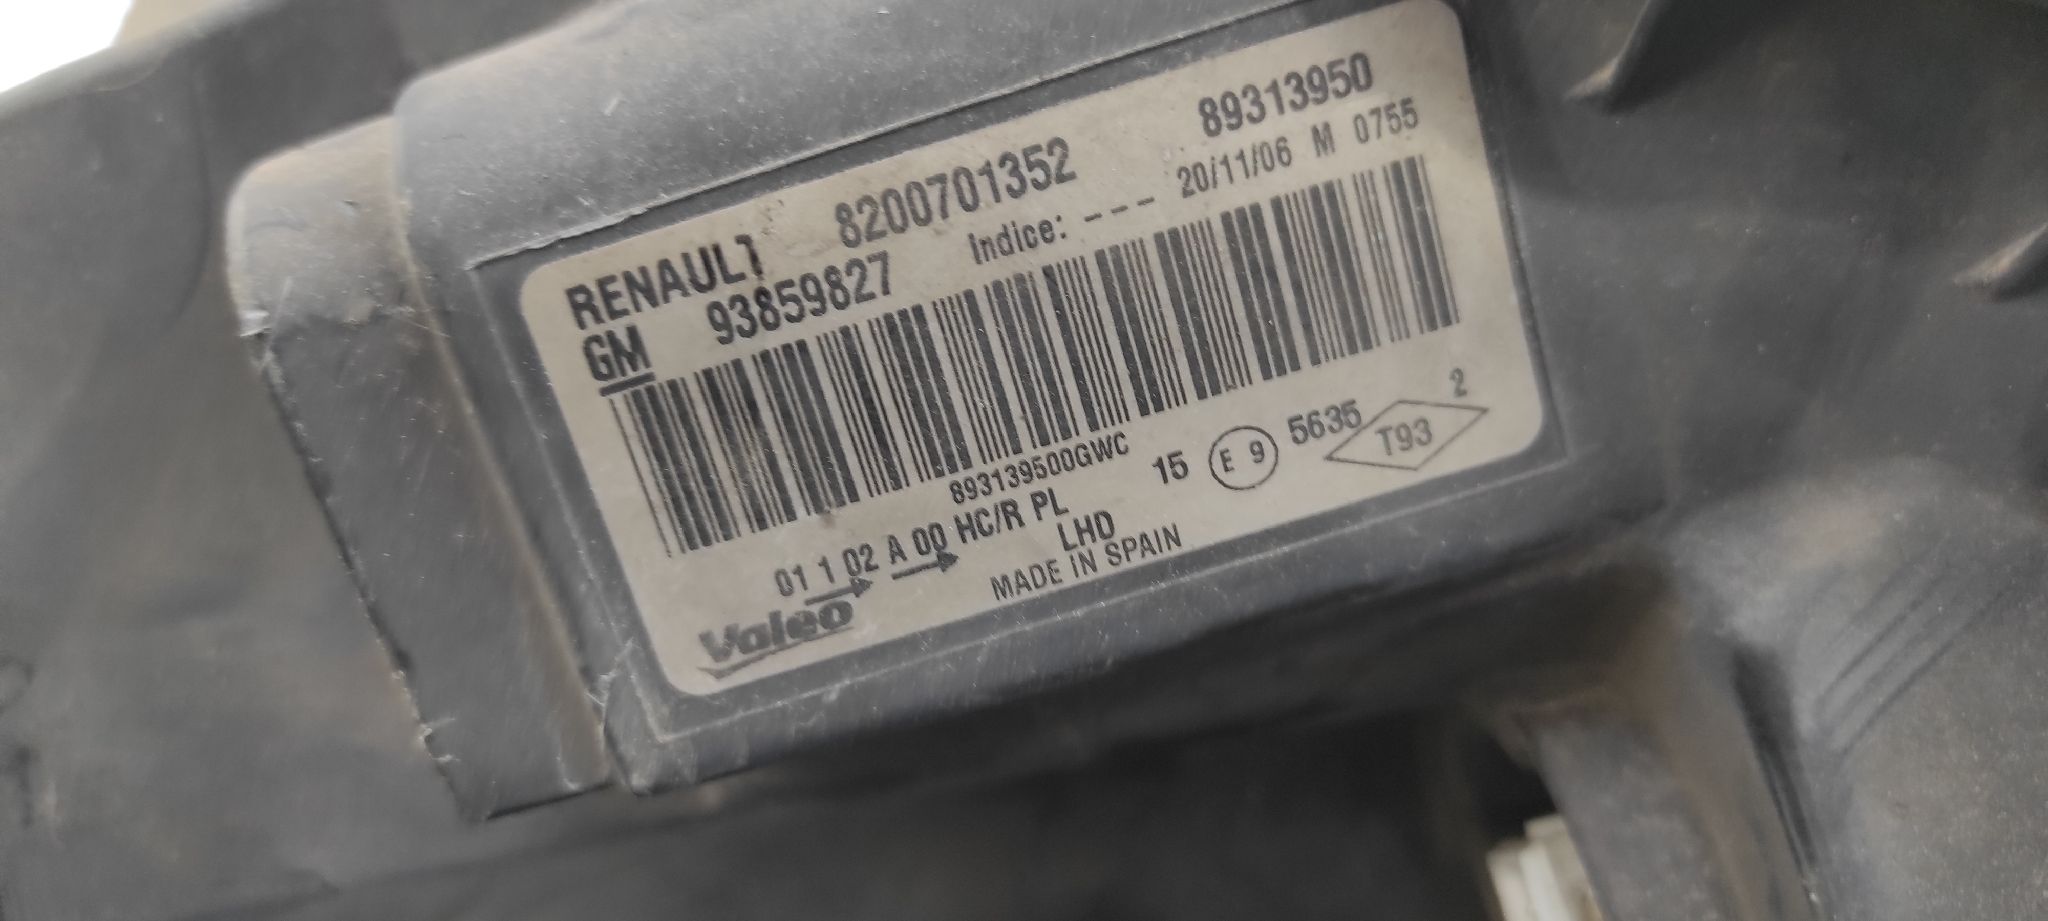 RENAULT 8200701352 89313950
GM 93859827 Indice: --- 20/11/06 M 0755
893139500GWC
01 1 02 A 00 HC/R PL 15 E 9 5635 T93 2
LHD
Valeo MADE IN SPAIN